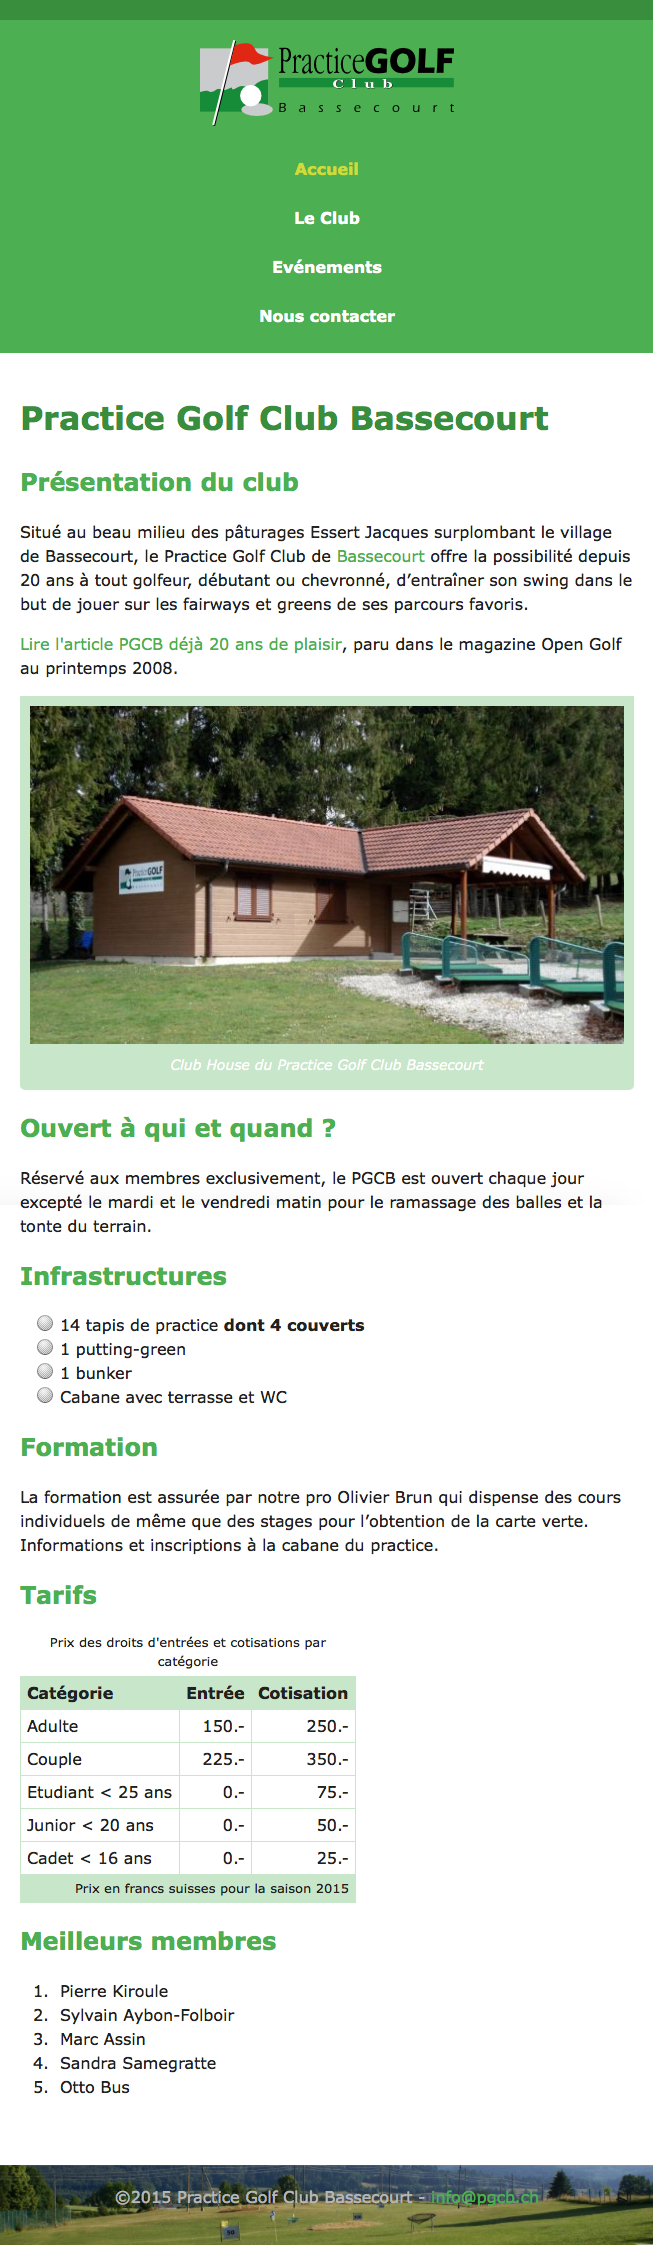 PracticeGOLF
Club
Bassecourt
Accueil
Le Club
Evénements
Nous contacter
Practice Golf Club Bassecourt
Présentation du club
Situé au beau milieu des pâturages Essert Jacques surplombant le village
de Bassecourt, le Practice Golf Club de Bassecourt offre la possibilité depuis
20 ans à tout golfeur, débutant ou chevronné, d’entraîner son swing dans le
but de jouer sur les fairways et greens de ses parcours favoris.
Lire l'article PGCB déjà 20 ans de plaisir, paru dans le magazine Open Golf
au printemps 2008.
PracticeGOLF
Club House du Practice Golf Club Bassecourt
Ouvert à qui et quand ?
Réservé aux membres exclusivement, le PGCB est ouvert chaque jour
excepté le mardi et le vendredi matin pour le ramassage des balles et la
tonte du terrain.
Infrastructures
14 tapis de practice dont 4 couverts
1 putting-green
1 bunker
Cabane avec terrasse et WC
Formation
La formation est assurée par notre pro Olivier Brun qui dispense des cours
individuels de même que des stages pour l’obtention de la carte verte.
Informations et inscriptions à la cabane du practice.
Tarifs
Prix des droits d'entrées et cotisations par
catégorie
Catégorie Entrée Cotisation
Adulte 150.- 250.-
Couple 225.- 350.-
Etudiant < 25 ans 0.- 75.-
Junior < 20 ans 0.- 50.-
Cadet < 16 ans 0.- 25.-
Prix en francs suisses pour la saison 2015
Meilleurs membres
1. Pierre Kiroule
2. Sylvain Aybon-Folboir
3. Marc Assin
4. Sandra Samegratte
5. Otto Bus
©2015 Practice Golf Club Bassecourt - info@pgcb.ch